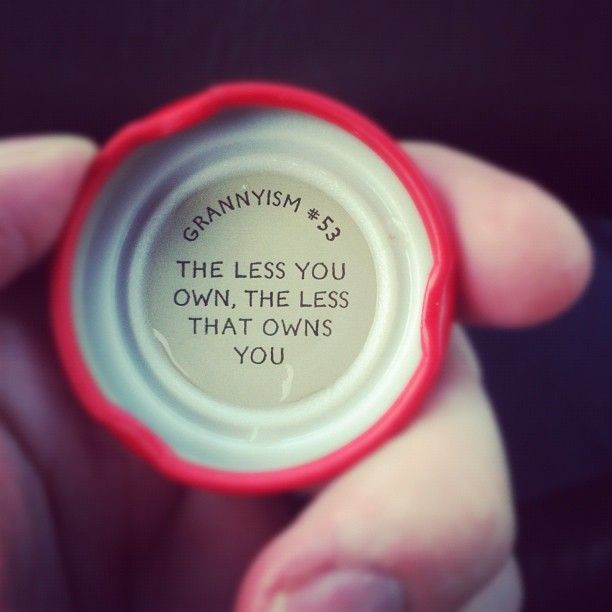 GRANNYISM #53
THE LESS YOU
OWN, THE LESS
THAT OWNS
YOU